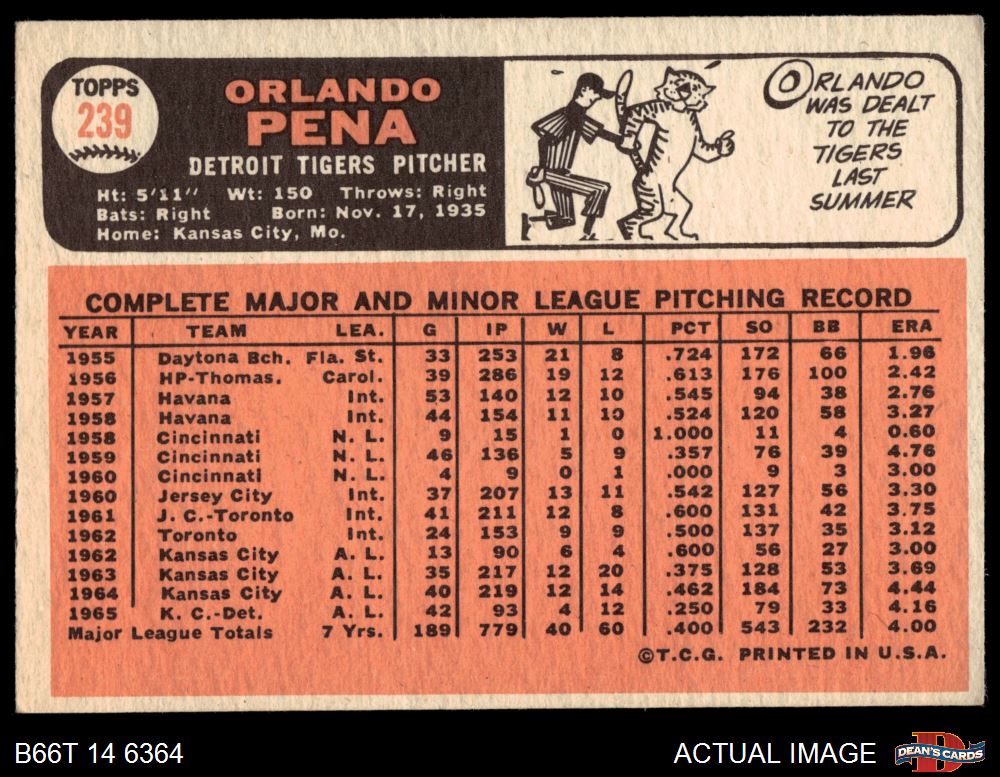 TOPPS
239
ORLANDO
PENA
DETROIT TIGERS PITCHER
Ht: 5'11" Wt: 150 Throws: Right
Bats: Right Born: Nov. 17, 1935
Home: Kansas City, Mo.
ORLANDO
WAS DEALT
TO THE
TIGERS
LAST
SUMMER
COMPLETE MAJOR AND MINOR LEAGUE PITCHING RECORD
YEAR TEAM LEA. G IP W L PCT SO BB ERA
1955 Daytona Bch. Fla. St. 33 253 21 8 .724 172 66 1.96
1956 HP-Thomas. Carol. 39 286 19 12 .613 176 100 2.42
1957 Havana Int. 53 140 12 10 .545 94 38 2.76
1958 Havana Int. 44 154 11 10 .524 120 58 3.27
1958 Cincinnati N. L. 9 15 1 0 1.000 11 4 0.60
1959 Cincinnati N. L. 46 136 5 9 .357 76 39 4.76
1960 Cincinnati N. L. 4 9 0 1 .000 9 3 3.00
1960 Jersey City Int. 37 207 13 11 .542 127 56 3.30
1961 J. C.-Toronto Int. 41 211 12 8 .600 131 42 3.75
1962 Toronto Int. 24 153 9 9 .500 137 35 3.12
1962 Kansas City A. L. 13 90 6 4 .600 56 27 3.00
1963 Kansas City A. L. 35 217 12 20 .375 128 53 3.69
1964 Kansas City A. L. 40 219 12 14 .462 184 73 4.44
1965 K. C.-Det. A. L. 42 93 4 12 .250 79 33 4.16
Major League Totals 7 Yrs. 189 779 40 60 .400 543 232 4.00
©T.C.G. PRINTED IN U.S.A.
B66T 14 6364
ACTUAL IMAGE
DEAN'S CARDS